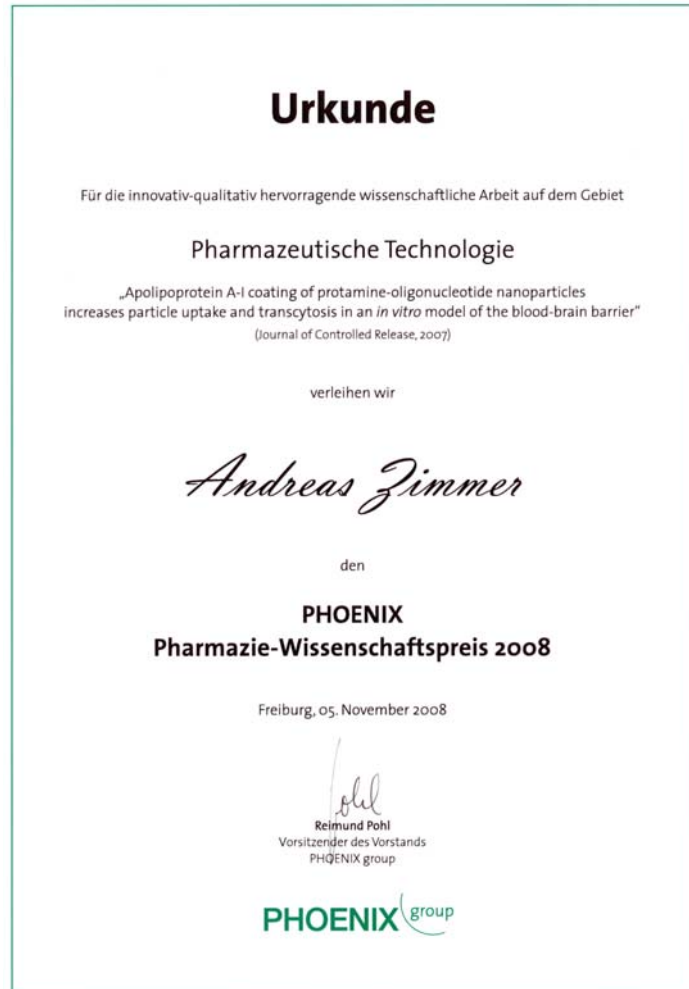 Urkunde
Für die innovativ-qualitativ hervorragende wissenschaftliche Arbeit auf dem Gebiet
Pharmazeutische Technologie
„Apolipoprotein A-I coating of protamine-oligonucleotide nanoparticles
increases particle uptake and transcytosis in an in vitro model of the blood-brain barrier“
(Journal of Controlled Release, 2007)
verleihen wir
Andreas Zimmer
den
PHOENIX
Pharmazie-Wissenschaftspreis 2008
Freiburg, 05. November 2008
Pohl
Reimund Pohl
Vorsitzender des Vorstands
PHOENIX group
PHOENIX group